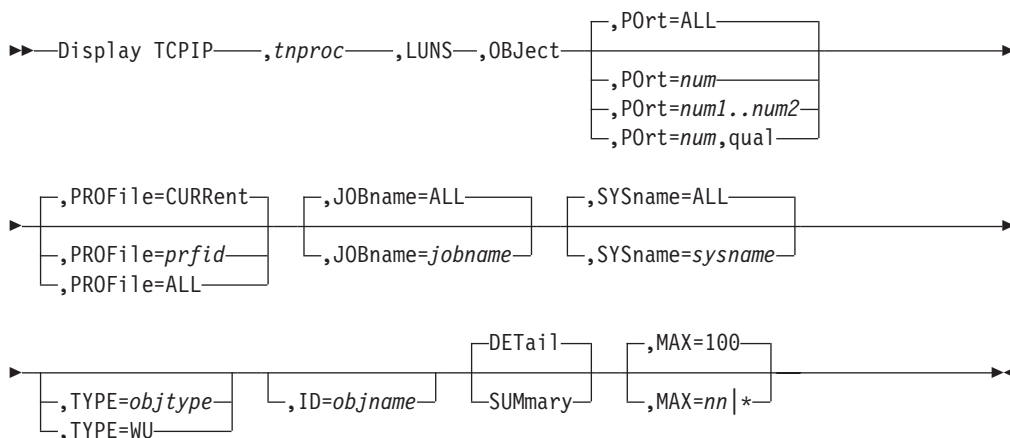 ,POrt=ALL
Display TCPIP ,tnproc ,LUNS ,OBJect
,POrt=num
,POrt=num1..num2
,POrt=num,qual
,PROFile=CURRent ,JOBname=ALL ,SYSname=ALL
,PROFile=prfid ,JOBname=jobname ,SYSname=sysname
,PROFile=ALL
DETail ,MAX=100
,TYPE=objtype ,ID=objname SUMmary ,MAX=nn|*
,TYPE=WU